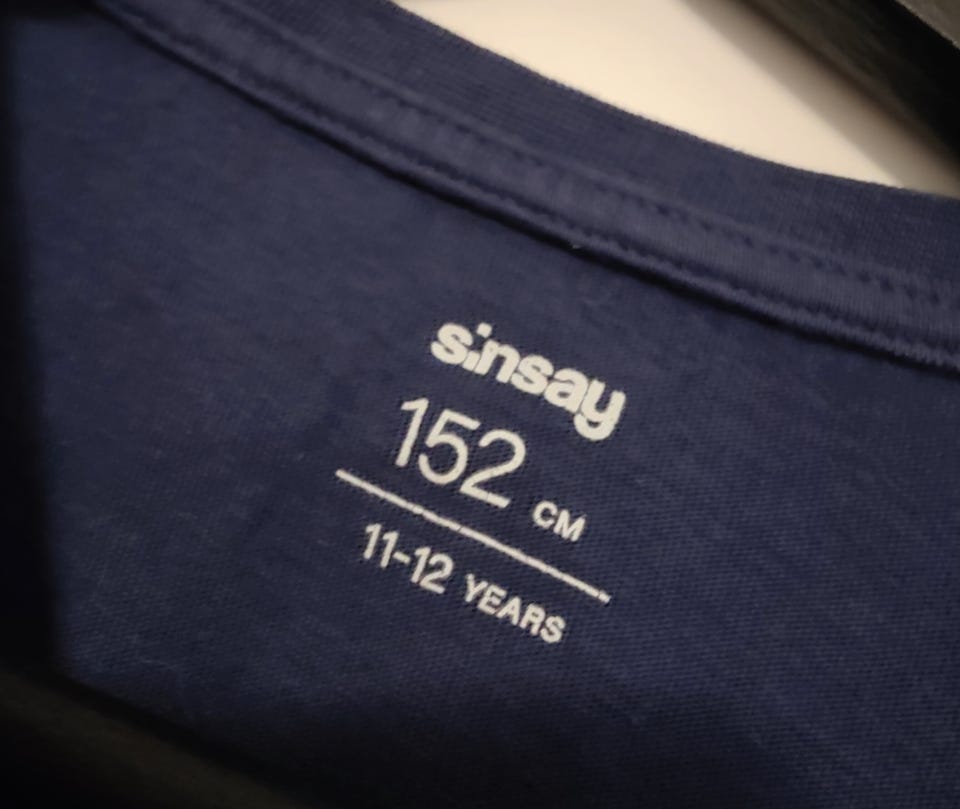 sinsay
152 CM
11-12 YEARS